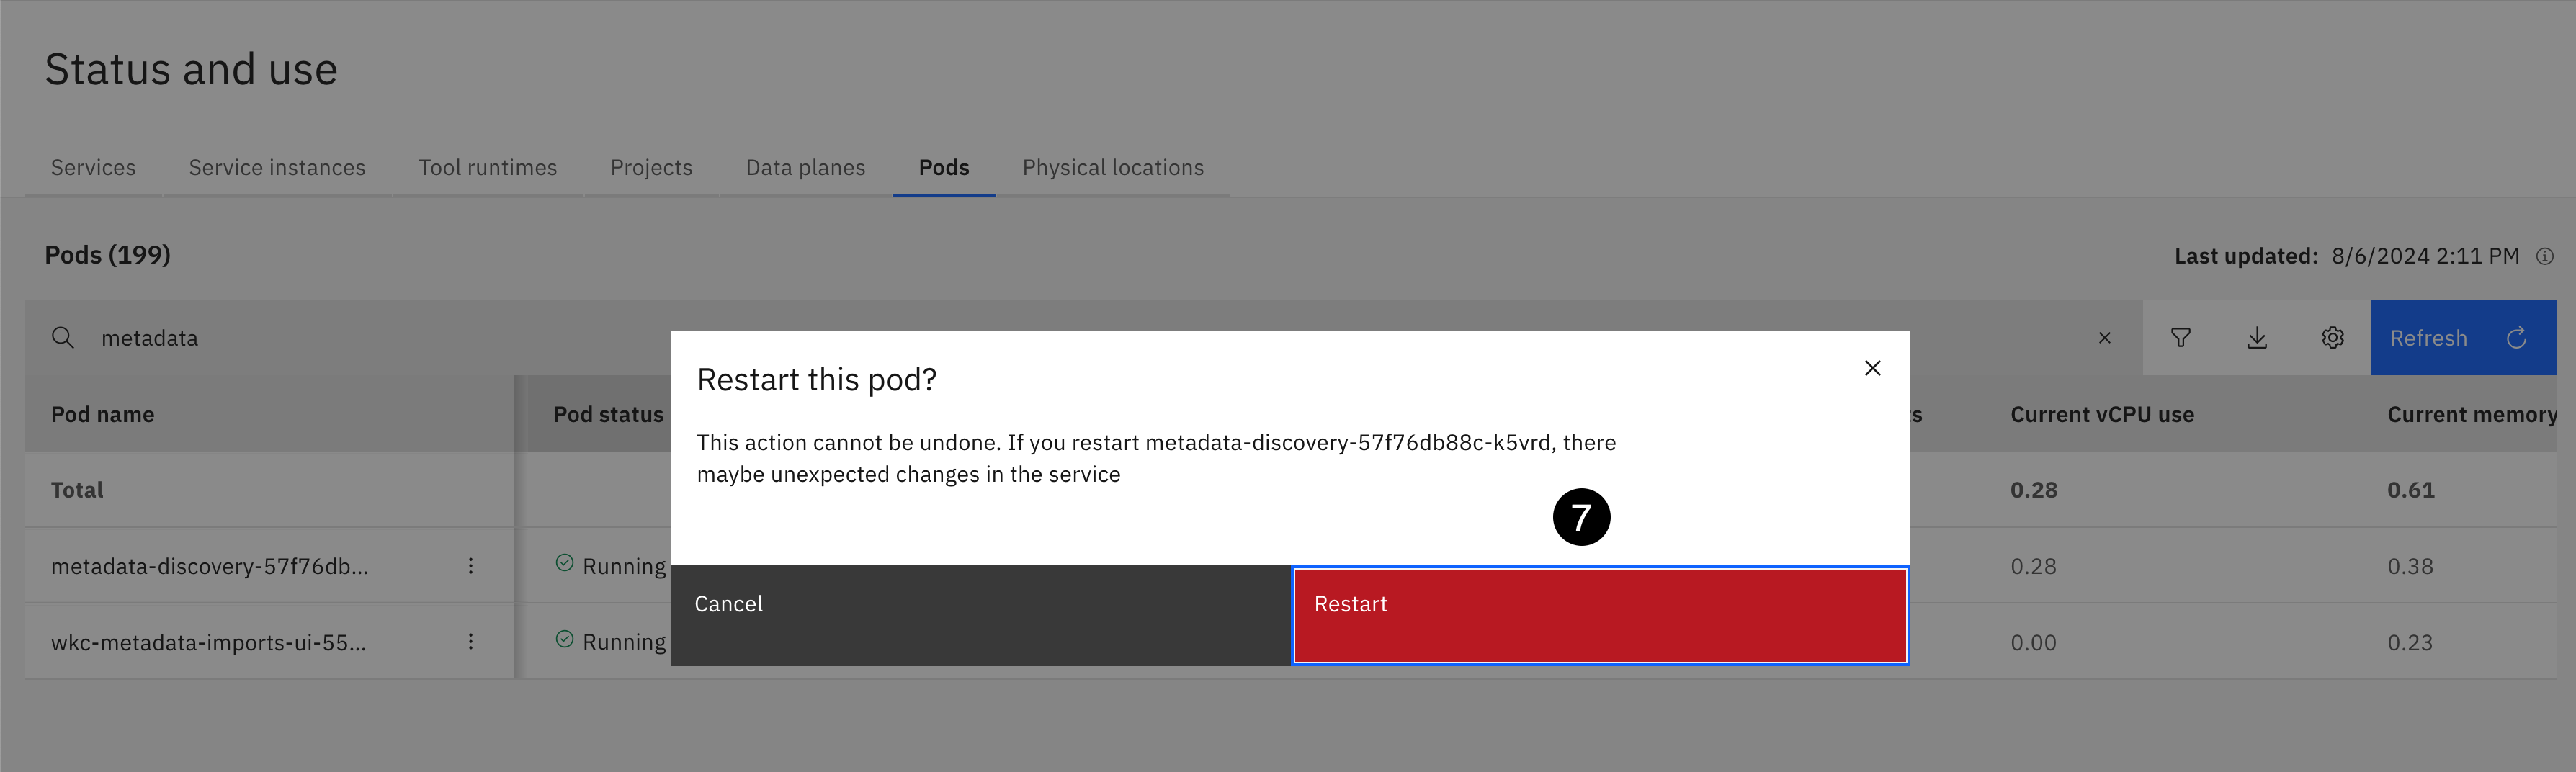 Status and use
Services Service instances Tool runtimes Projects Data planes Pods Physical locations
Pods (199) Last updated: 8/6/2024 2:11 PM
metadata Refresh
Restart this pod?
Pod name Pod status s Current vCPU use Current memory
This action cannot be undone. If you restart metadata-discovery-57f76db88c-k5vrd, there
maybe unexpected changes in the service
Total 0.28 0.61
7
metadata-discovery-57f76db... Running 0.28 0.38
Cancel Restart
wkc-metadata-imports-ui-55... Running 0.00 0.23